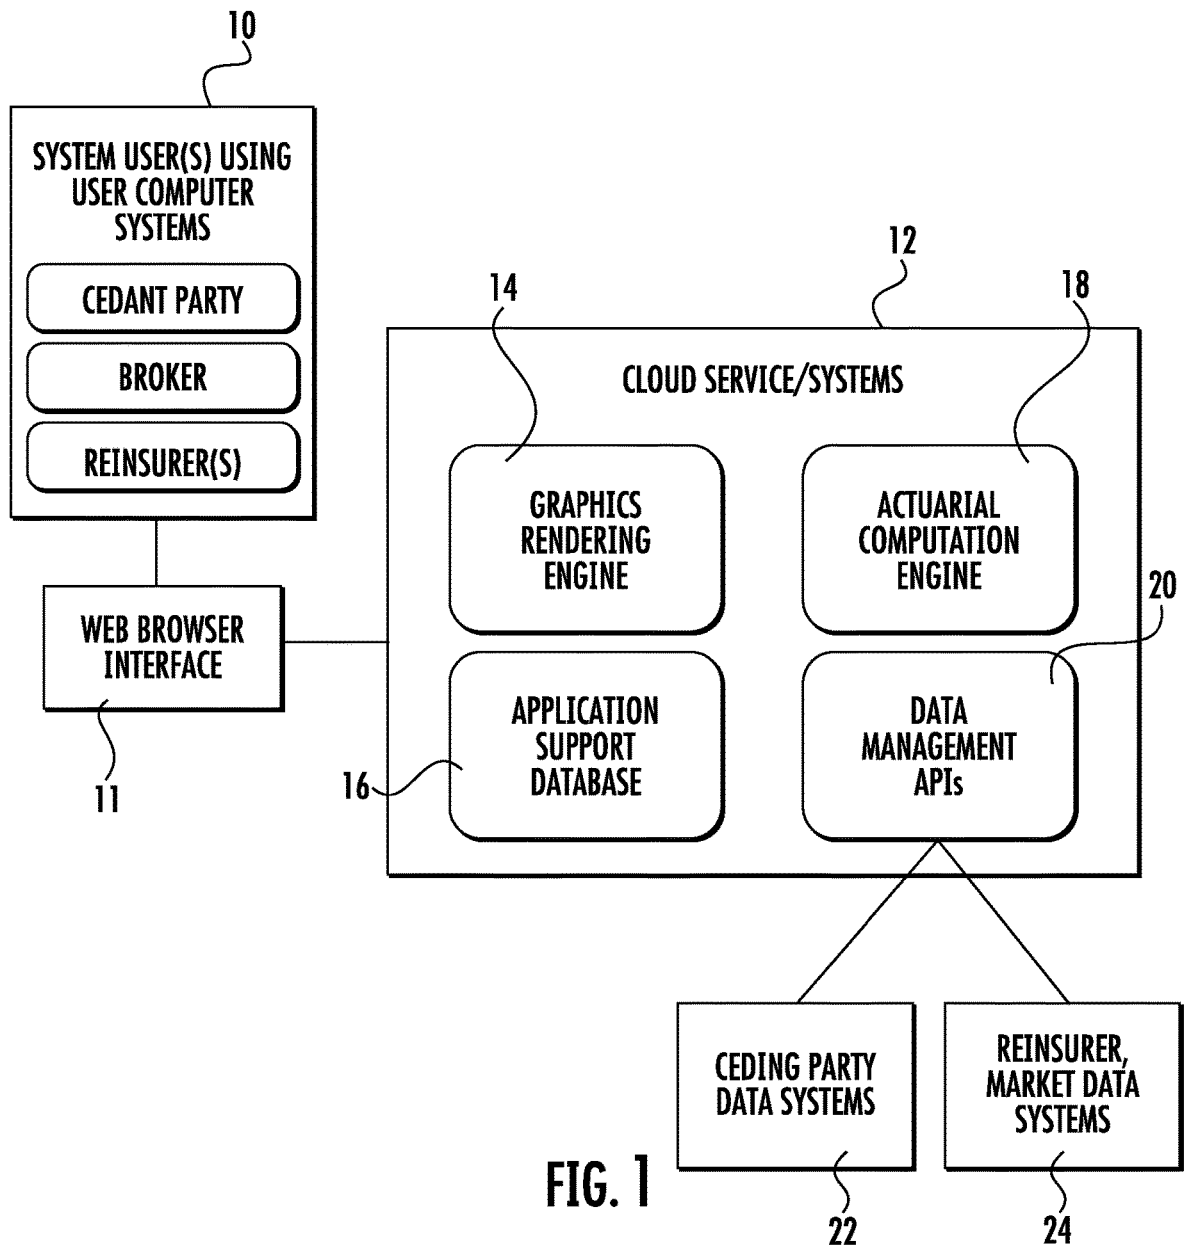 10
SYSTEM USER(S) USING
USER COMPUTER
SYSTEMS
CEDANT PARTY
BROKER
REINSURER(S)
WEB BROWSER
INTERFACE
11
12
14
18
CLOUD SERVICE/SYSTEMS
GRAPHICS
RENDERING
ENGINE
ACTUARIAL
COMPUTATION
ENGINE
20
APPLICATION
SUPPORT
DATABASE
16
DATA
MANAGEMENT
APIs
CEDING PARTY
DATA SYSTEMS
REINSURER,
MARKET DATA
SYSTEMS
22
24
FIG. 1